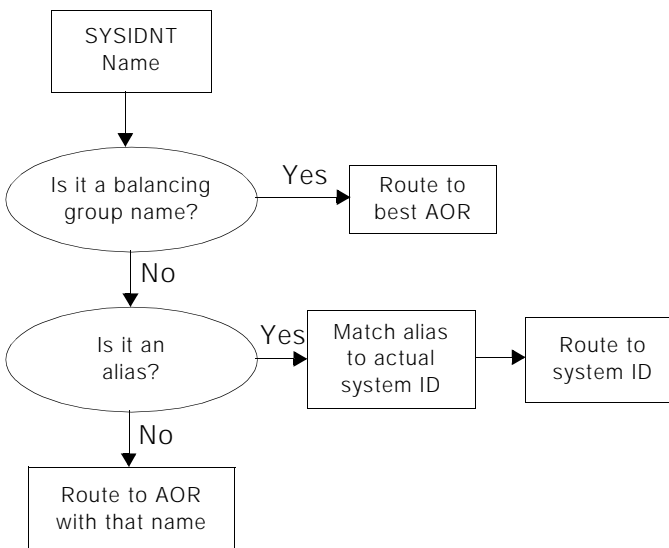 SYSIDNT
Name
Is it a balancing
group name?
Yes
Route to
best AOR
No
Is it an
alias?
Yes
Match alias
to actual
system ID
Route to
system ID
No
Route to AOR
with that name